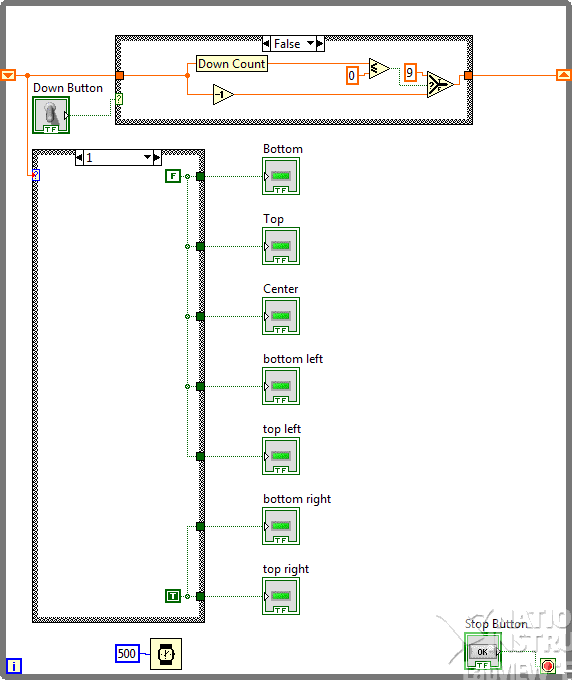 False
Down Count
0
9
-1
Down Button
TF
1
F
Bottom
TF
Top
TF
Center
TF
bottom left
TF
top left
TF
bottom right
TF
top right
T
TF
Stop Button
OK
TF
500
i